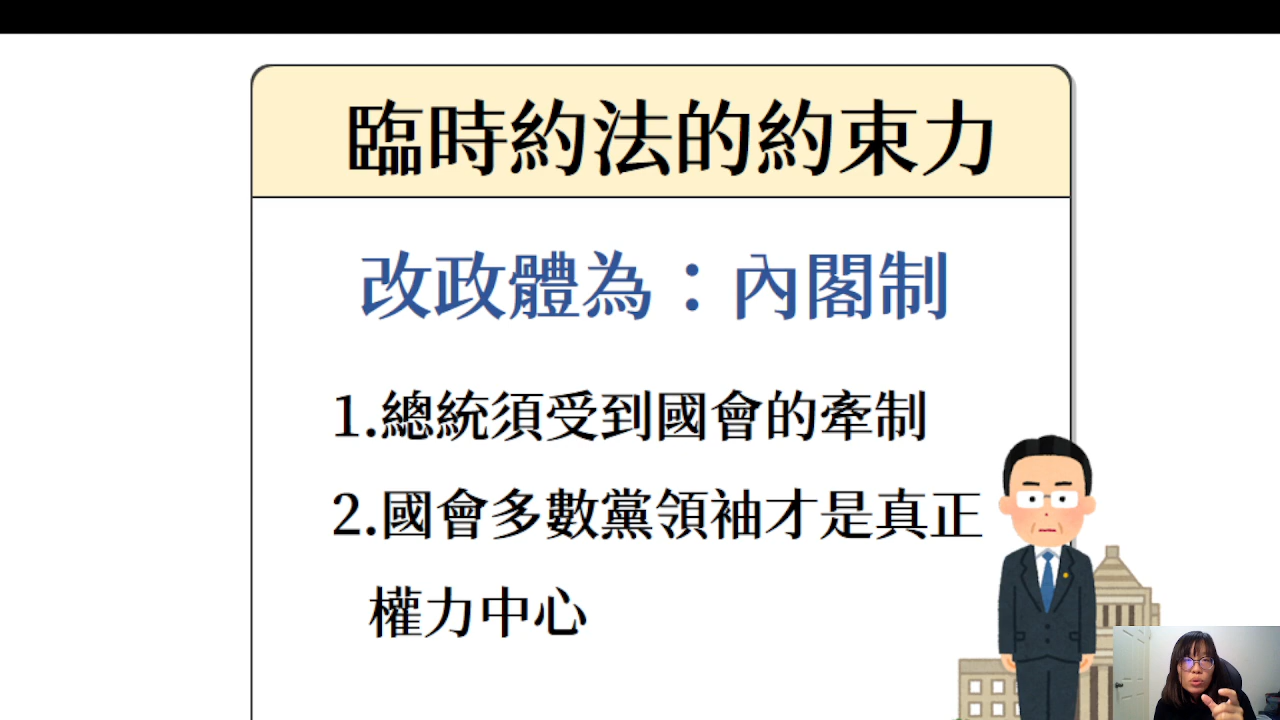 臨時約法的約束力
改政體為：內閣制
1.總統須受到國會的牽制
2.國會多數黨領袖才是真正
權力中心